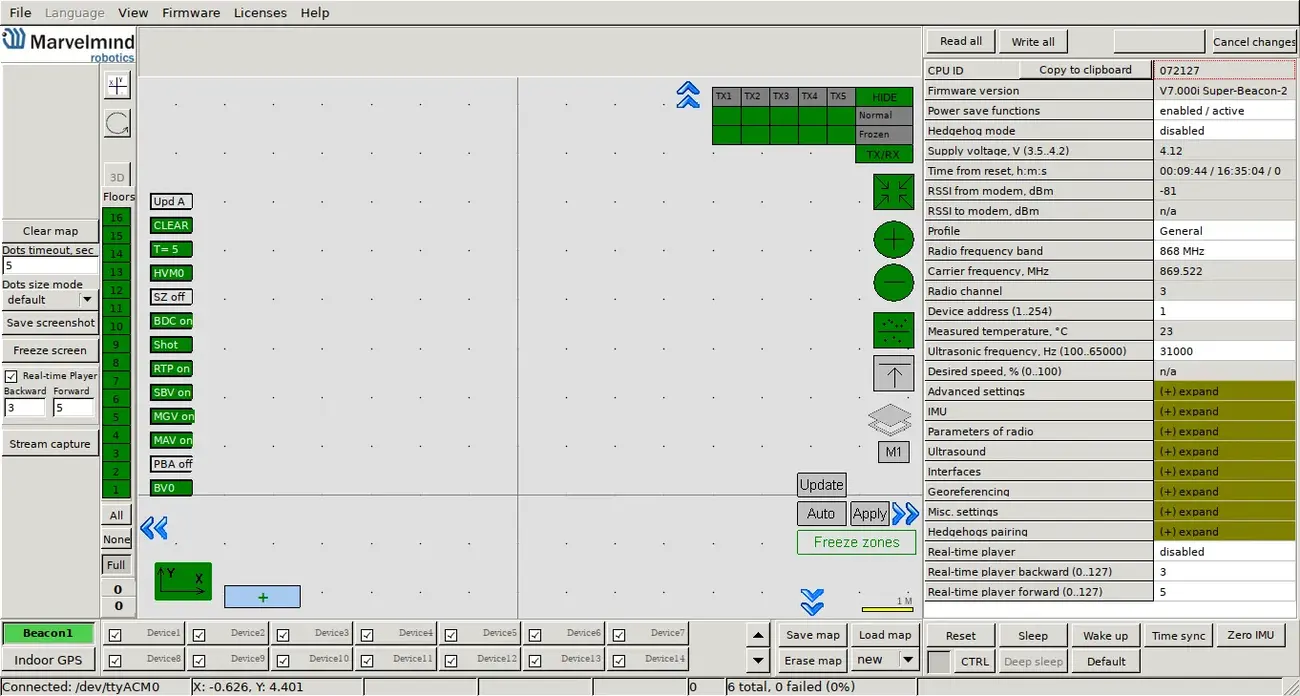 File Language View Firmware Licenses Help
Marvelmind
robotics
Read all Write all Cancel changes
CPU ID Copy to clipboard 072127
Firmware version V7.000i Super-Beacon-2
Power save functions enabled / active
Hedgehog mode disabled
Supply voltage, V (3.5..4.2) 4.12
Time from reset, h:m:s 00:09:44 / 16:35:04 / 0
RSSI from modem, dBm -81
RSSI to modem, dBm n/a
Profile General
Radio frequency band 868 MHz
Carrier frequency, MHz 869.522
Radio channel 3
Device address (1..254) 1
Measured temperature, °C 23
Ultrasonic frequency, Hz (100..65000) 31000
Desired speed, % (0..100) n/a
Advanced settings (+) expand
IMU (+) expand
Parameters of radio (+) expand
Ultrasound (+) expand
Interfaces (+) expand
Georeferencing (+) expand
Misc. settings (+) expand
Hedgehogs pairing (+) expand
Real-time player disabled
Real-time player backward (0..127) 3
Real-time player forward (0..127) 5
Clear map
Dots timeout, sec
5
Dots size mode
default
Save screenshot
Freeze screen
Real-time Player
Backward Forward
3 5
Stream capture
X Y
3D
Floors
16
15
14
13
12
11
10
9
8
7
6
5
4
3
2
1
All
None
Full
0
0
Upd A
CLEAR
T= 5
HVM0
SZ off
BDC on
Shot
RTP on
SBV on
MGV on
MAV on
PBA off
BV0
TX1 TX2 TX3 TX4 TX5 HIDE
Normal
Frozen
TX/RX
M1
Update
Auto Apply
Freeze zones
Y X
+
1 M
Beacon1 Device1 Device2 Device3 Device4 Device5 Device6 Device7
Indoor GPS Device8 Device9 Device10 Device11 Device12 Device13 Device14
Save map Load map
Erase map new
Reset Sleep Wake up Time sync Zero IMU
CTRL Deep sleep Default
Connected: /dev/ttyACM0 X: -0.626, Y: 4.401 0 6 total, 0 failed (0%)